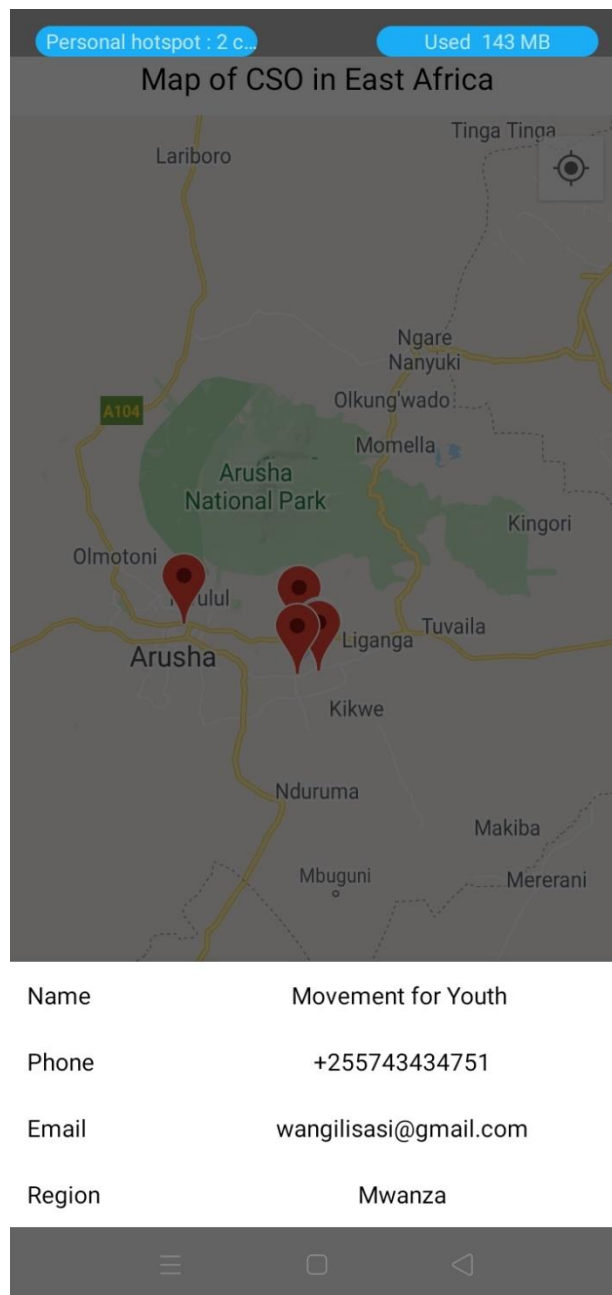 Personal hotspot : 2 c...
Used 143 MB
Map of CSO in East Africa
Tinga Tinga
Lariboro
Ngare
Nanyuki
Olkung'wado
A104
Momella
Arusha
National Park
Kingori
Olmotoni
Tuvaila
Liganga
Arusha
Kikwe
Nduruma
Makiba
Mbuguni
Mererani
Name Movement for Youth
Phone +255743434751
Email wangilisasi@gmail.com
Region Mwanza